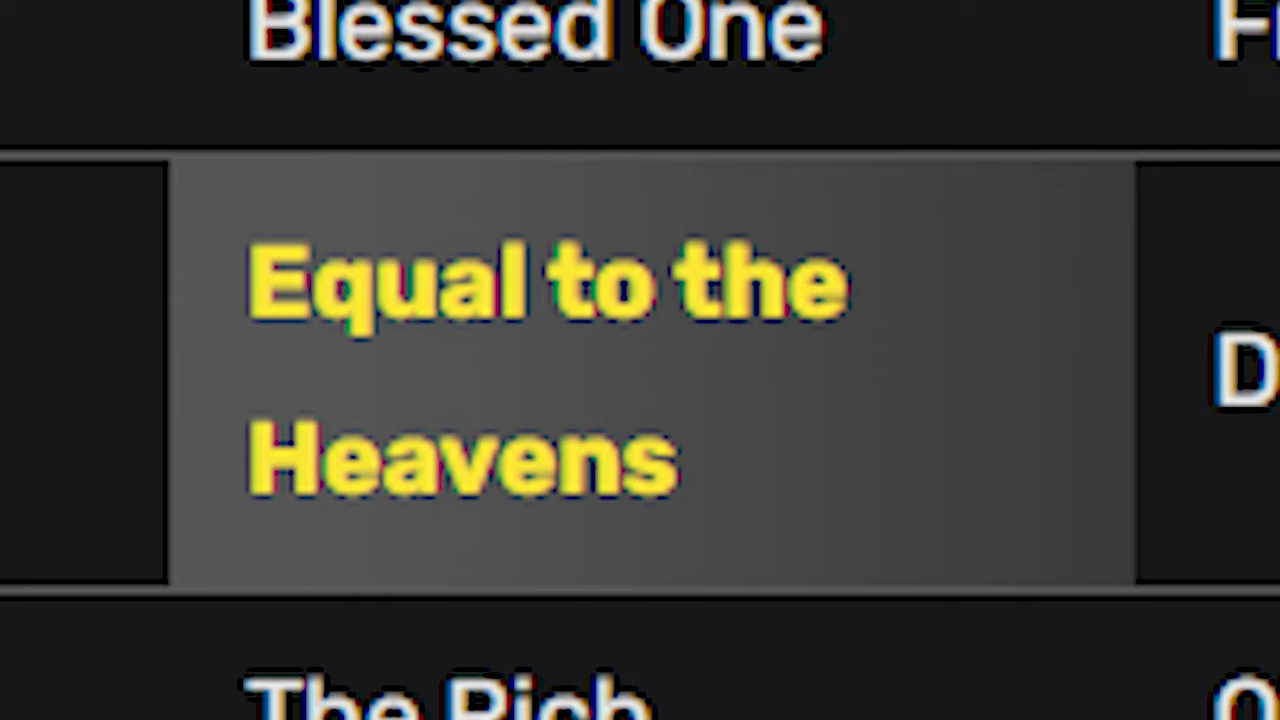 Blessed One
Equal to the
Heavens
The Rich